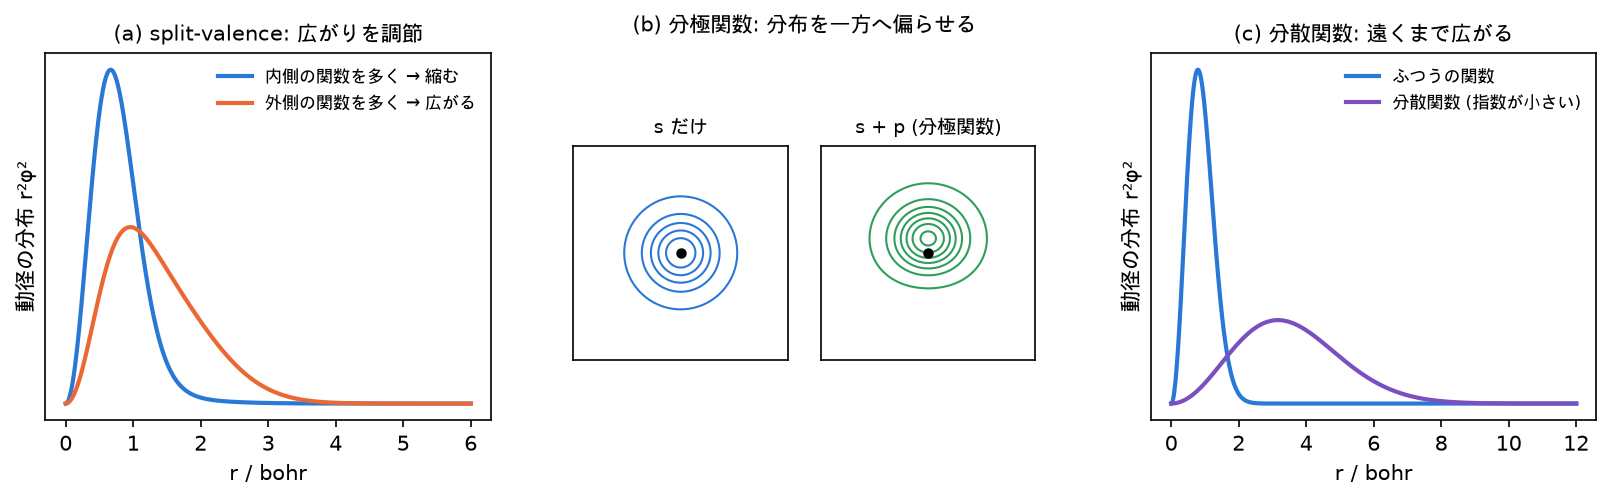 (a) split-valence: 広がりを調節
内側の関数を多く → 縮む
外側の関数を多く → 広がる
動径の分布 r²φ²
0 1 2 3 4 5 6
r / bohr
(b) 分極関数: 分布を一方へ偏らせる
s だけ
s + p (分極関数)
(c) 分散関数: 遠くまで広がる
ふつうの関数
分散関数 (指数が小さい)
動径の分布 r²φ²
0 2 4 6 8 10 12
r / bohr